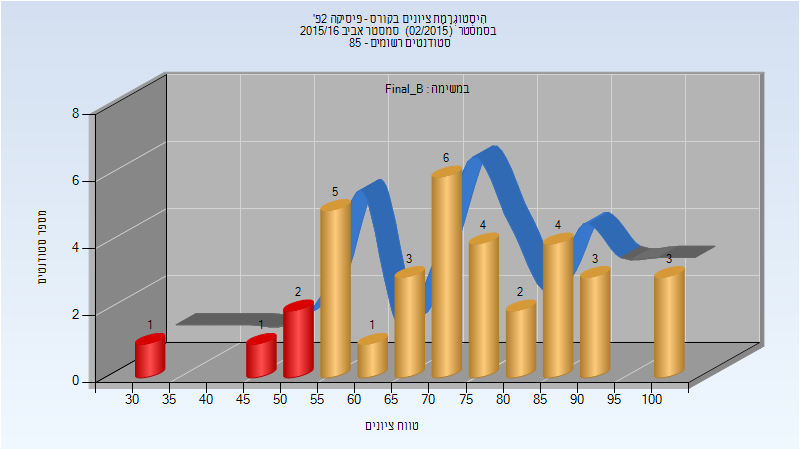 היסטוגרמת ציונים בקורס - פיסיקה 2פ'
בסמסטר (02/2015) סמסטר אביב 2015/16
סטודנטים רשומים - 85
במשימה : Final_B
8
6
4
2
0
מספר סטודנטים
1
1
2
5
1
3
6
4
2
4
3
3
30 35 40 45 50 55 60 65 70 75 80 85 90 95 100
טווח ציונים